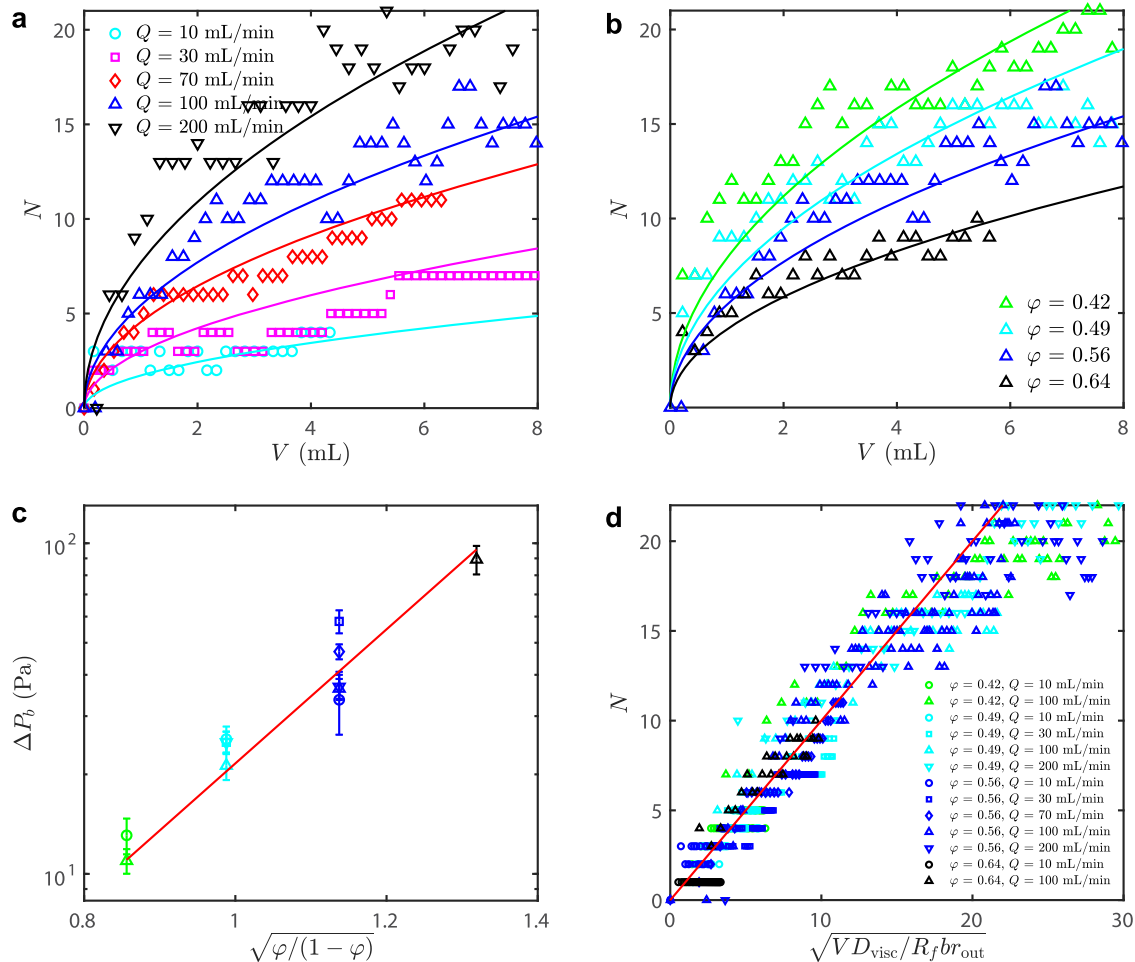 a
20
15
10
5
0
N
0 2 4 6 8
V (mL)
Q = 10 mL/min
Q = 30 mL/min
Q = 70 mL/min
Q = 100 mL/min
Q = 200 mL/min
b
20
15
10
5
0
N
0 2 4 6 8
V (mL)
φ = 0.42
φ = 0.49
φ = 0.56
φ = 0.64
c
10²
10¹
ΔP_b (Pa)
0.8 1 1.2 1.4
√φ/(1 − φ)
d
20
15
10
5
0
N
0 10 20 30
√VD_visc/R_f br_out
φ = 0.42, Q = 10 mL/min
φ = 0.42, Q = 100 mL/min
φ = 0.49, Q = 10 mL/min
φ = 0.49, Q = 30 mL/min
φ = 0.49, Q = 100 mL/min
φ = 0.49, Q = 200 mL/min
φ = 0.56, Q = 10 mL/min
φ = 0.56, Q = 30 mL/min
φ = 0.56, Q = 70 mL/min
φ = 0.56, Q = 100 mL/min
φ = 0.56, Q = 200 mL/min
φ = 0.64, Q = 10 mL/min
φ = 0.64, Q = 100 mL/min